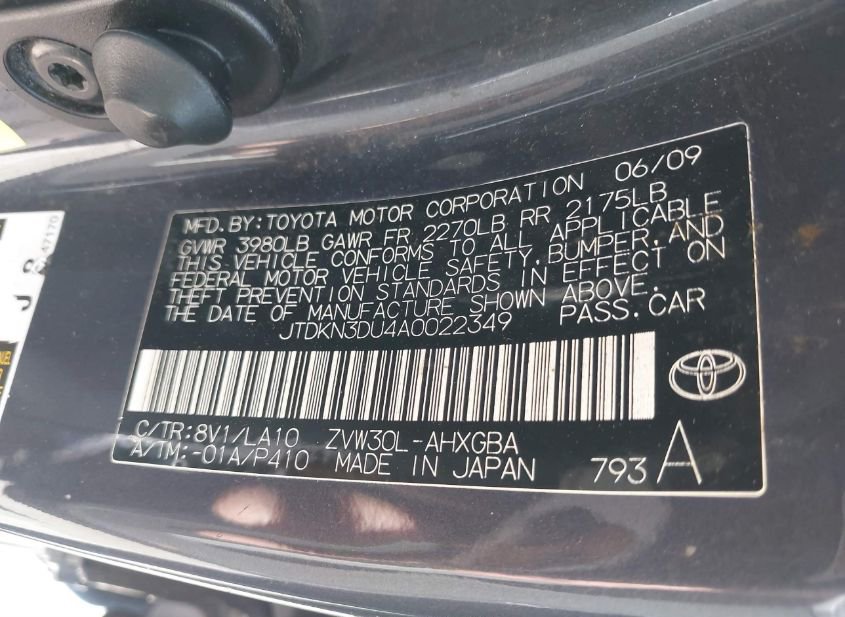 MFD.BY:TOYOTA MOTOR CORPORATION 06/09
GVWR 3980LB GAWR FR 2270LB RR 2175LB
THIS VEHICLE CONFORMS TO ALL APPLICABLE
FEDERAL MOTOR VEHICLE SAFETY,BUMPER,AND
THEFT PREVENTION STANDARDS IN EFFECT ON
THE DATE OF MANUFACTURE SHOWN ABOVE.
JTDKN3DU4A0022349 PASS.CAR
C/TR:8V1/LA10 ZVW30L-AHXGBA
A/TM:-01A/P410 MADE IN JAPAN 793 A